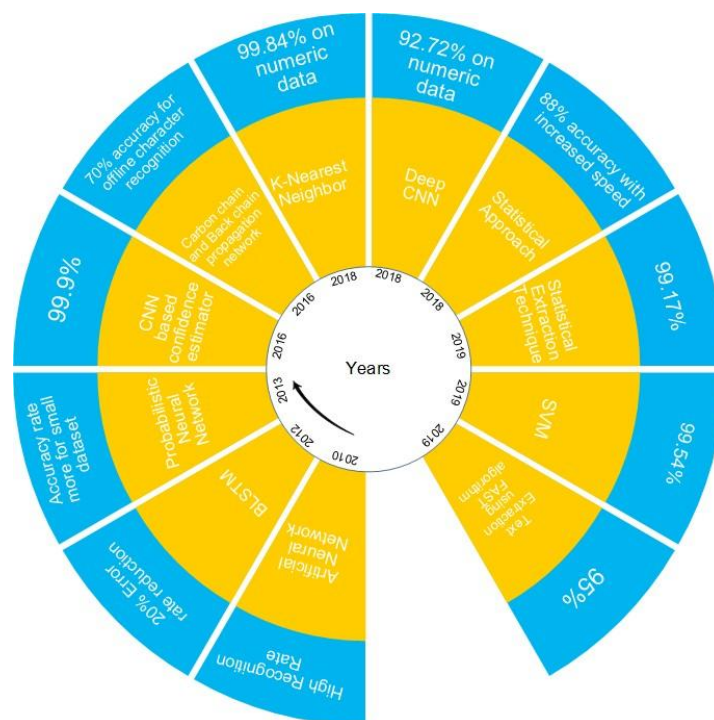 99.84% on
numeric
data
92.72% on
numeric
data
88% accuracy with
increased speed
99.17%
99.54%
95%
High Recognition
Rate
20% Error
rate reduction
Accuracy rate
more for small
dataset
99.9%
70% accuracy for
offline character
recognition
K-Nearest
Neighbor
Deep
CNN
Statistical
Approach
Statistical
Extraction
Technique
SVM
Text
Extraction
using
FAST
algorithm
Artificial
Neural
Network
BLSTM
Probabilistic
Neural
Network
CNN
based
confidence
estimator
Carbon chain
and Back chain
propagation
network
2018
2018
2018
2019
2019
2019
2010
2012
2013
2016
2016
Years